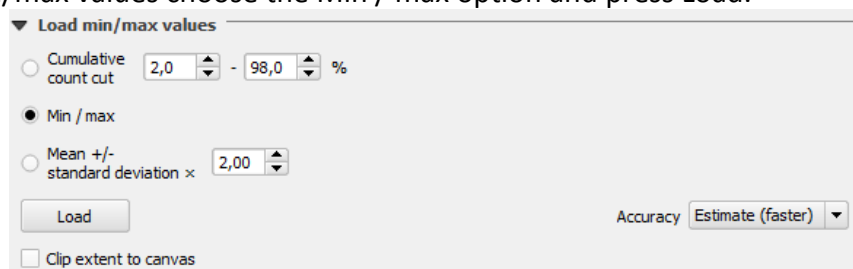 /max values choose the Min / max option and press Load.
Load min/max values
Cumulative count cut 2,0 - 98,0 %
Min / max
Mean +/- standard deviation × 2,00
Load Accuracy Estimate (faster)
Clip extent to canvas